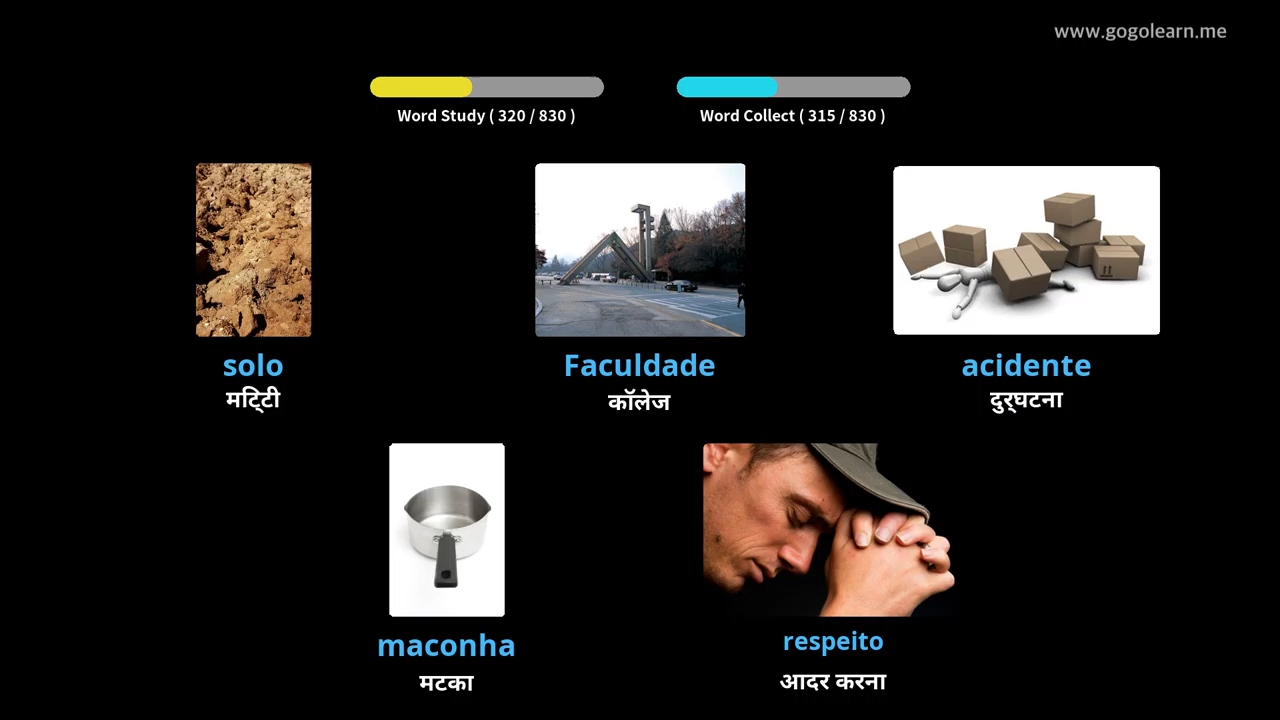 www.gogolearn.me
Word Study ( 320 / 830 )
Word Collect ( 315 / 830 )
solo
मट्टिी
Faculdade
कॉलेज
acidente
दुर्घटना
maconha
मटका
respeito
आदर करना